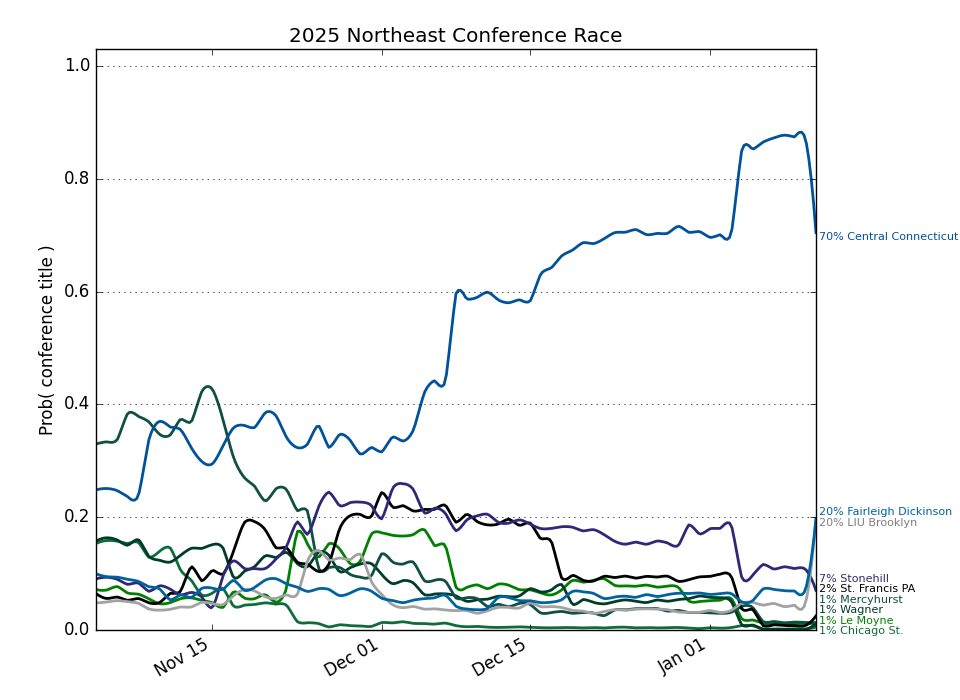 2025 Northeast Conference Race
Prob( conference title )
1.0
0.8
0.6
0.4
0.2
0.0
Nov 15
Dec 01
Dec 15
Jan 01
70% Central Connecticut
20% Fairleigh Dickinson
20% LIU Brooklyn
7% Stonehill
2% St. Francis PA
1% Mercyhurst
1% Wagner
1% Le Moyne
1% Chicago St.